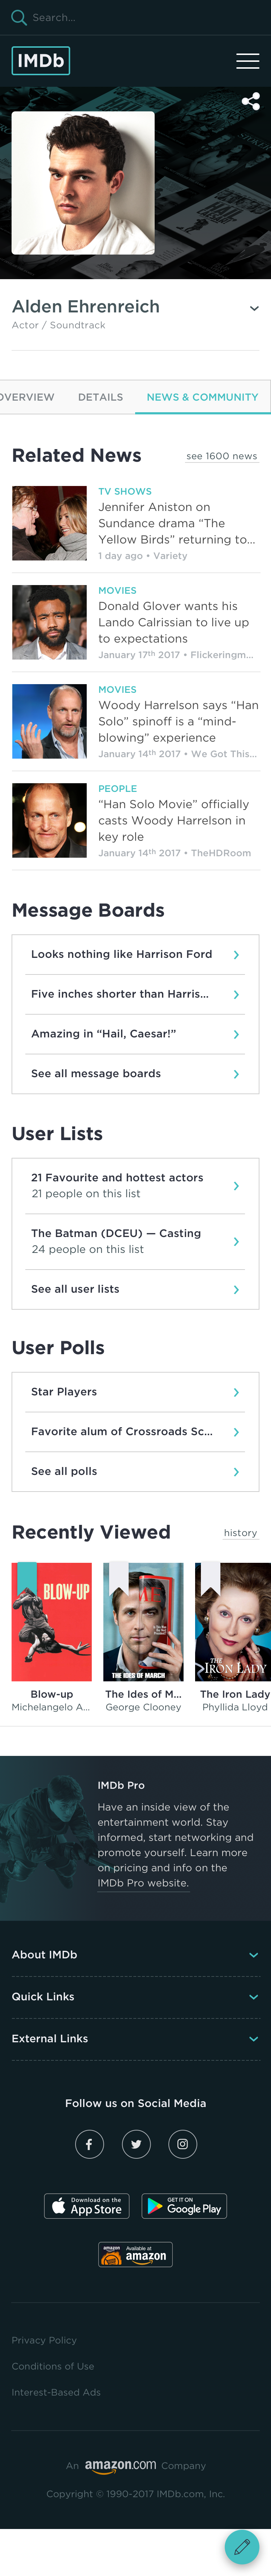 Search...
IMDb
Alden Ehrenreich
Actor / Soundtrack
OVERVIEW DETAILS NEWS & COMMUNITY
Related News
see 1600 news
TV SHOWS
Jennifer Aniston on
Sundance drama “The
Yellow Birds” returning to...
1 day ago • Variety
MOVIES
Donald Glover wants his
Lando Calrissian to live up
to expectations
January 17th 2017 • Flickeringm...
MOVIES
Woody Harrelson says “Han
Solo” spinoff is a “mind-
blowing” experience
January 14th 2017 • We Got This...
PEOPLE
“Han Solo Movie” officially
casts Woody Harrelson in
key role
January 14th 2017 • TheHDRoom
Message Boards
Looks nothing like Harrison Ford
Five inches shorter than Harris...
Amazing in “Hail, Caesar!”
See all message boards
User Lists
21 Favourite and hottest actors
21 people on this list
The Batman (DCEU) — Casting
24 people on this list
See all user lists
User Polls
Star Players
Favorite alum of Crossroads Sc...
See all polls
Recently Viewed
history
BLOW-UP
THE IDES OF MARCH
THE IRON LADY
Blow-up
Michelangelo A...
The Ides of M...
George Clooney
The Iron Lady
Phyllida Lloyd
IMDb Pro
Have an inside view of the
entertainment world. Stay
informed, start networking and
promote yourself. Learn more
on pricing and info on the
IMDb Pro website.
About IMDb
Quick Links
External Links
Follow us on Social Media
Download on the
App Store
GET IT ON
Google Play
amazon
Available at
amazon
Privacy Policy
Conditions of Use
Interest-Based Ads
An amazon.com Company
Copyright © 1990-2017 IMDb.com, Inc.